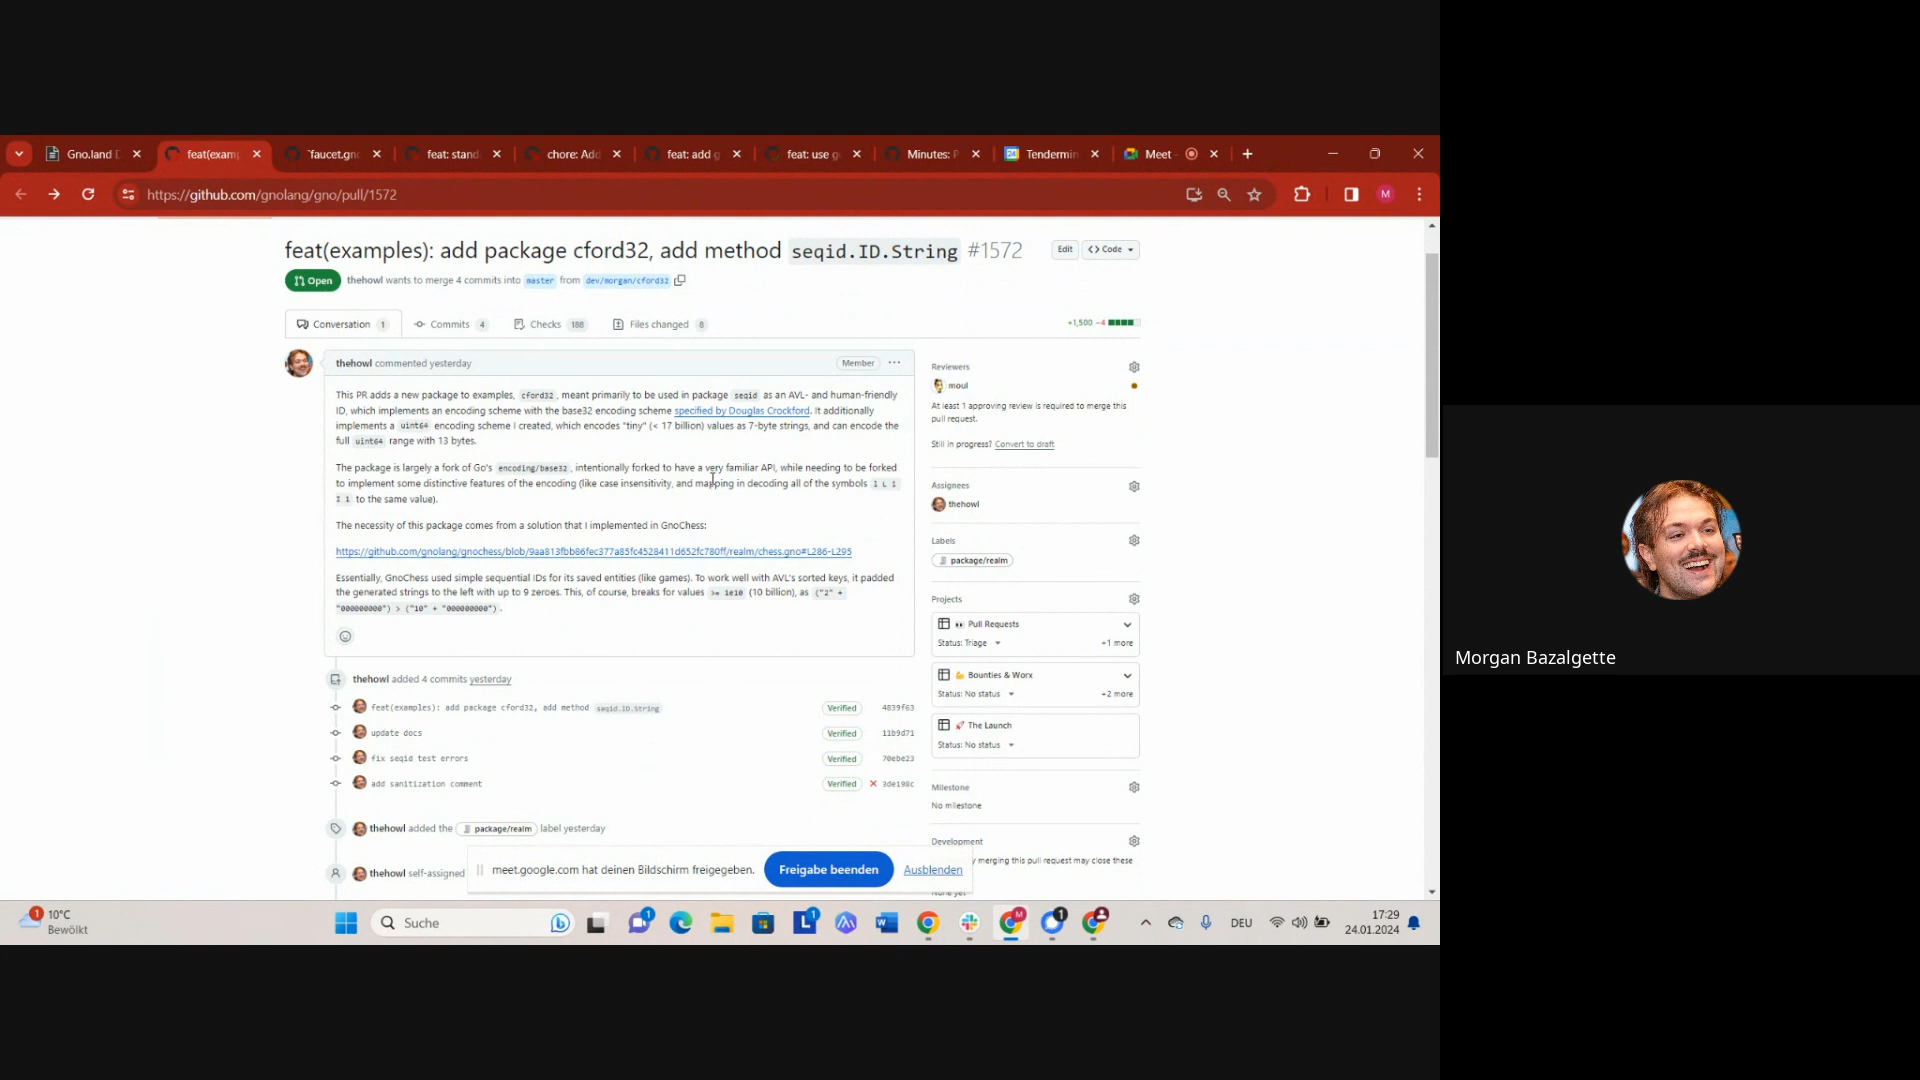 Gno.land D
feat(examp
`faucet.gno
feat: stand
chore: Add
feat: add g
feat: use g
Minutes: P
Tendermin
Meet
https://github.com/gnolang/gno/pull/1572
M
feat(examples): add package cford32, add method seqid.ID.String #1572
Edit
<> Code
Open
thehowl wants to merge 4 commits into master from dev/morgan/cford32
Conversation 1
Commits 4
Checks 188
Files changed 8
+1,500 −4
thehowl commented yesterday
Member
This PR adds a new package to examples, cford32, meant primarily to be used in package seqid as an AVL- and human-friendly
ID, which implements an encoding scheme with the base32 encoding scheme specified by Douglas Crockford. It additionally
implements a uint64 encoding scheme I created, which encodes "tiny" (< 17 billion) values as 7-byte strings, and can encode the
full uint64 range with 13 bytes.
The package is largely a fork of Go's encoding/base32, intentionally forked to have a very familiar API, while needing to be forked
to implement some distinctive features of the encoding (like case insensitivity, and mapping in decoding all of the symbols l L i
I 1 to the same value).
The necessity of this package comes from a solution that I implemented in GnoChess:
https://github.com/gnolang/gnochess/blob/9aa813fbb86fec377a85fc4528411d652fc780ff/realm/chess.gno#L286-L295
Essentially, GnoChess used simple sequential IDs for its saved entities (like games). To work well with AVL's sorted keys, it padded
the generated strings to the left with up to 9 zeroes. This, of course, breaks for values >= 1e10 (10 billion), as ("2" +
"000000000") > ("10" + "000000000").
thehowl added 4 commits yesterday
feat(examples): add package cford32, add method seqid.ID.String
Verified
4839f63
update docs
Verified
11b9d71
fix seqid test errors
Verified
70ebe23
add sanitization comment
Verified
3de198c
thehowl added the package/realm label yesterday
thehowl self-assigned
Reviewers
moul
At least 1 approving review is required to merge this
pull request.
Still in progress? Convert to draft
Assignees
thehowl
Labels
package/realm
Projects
Pull Requests
Status: Triage
+1 more
Bounties & Worx
Status: No status
+2 more
The Launch
Status: No status
Milestone
No milestone
Development
merging this pull request may close these
meet.google.com hat deinen Bildschirm freigegeben.
Freigabe beenden
Ausblenden
1
10°C
Bewölkt
Suche
DEU
17:29
24.01.2024
Morgan Bazalgette